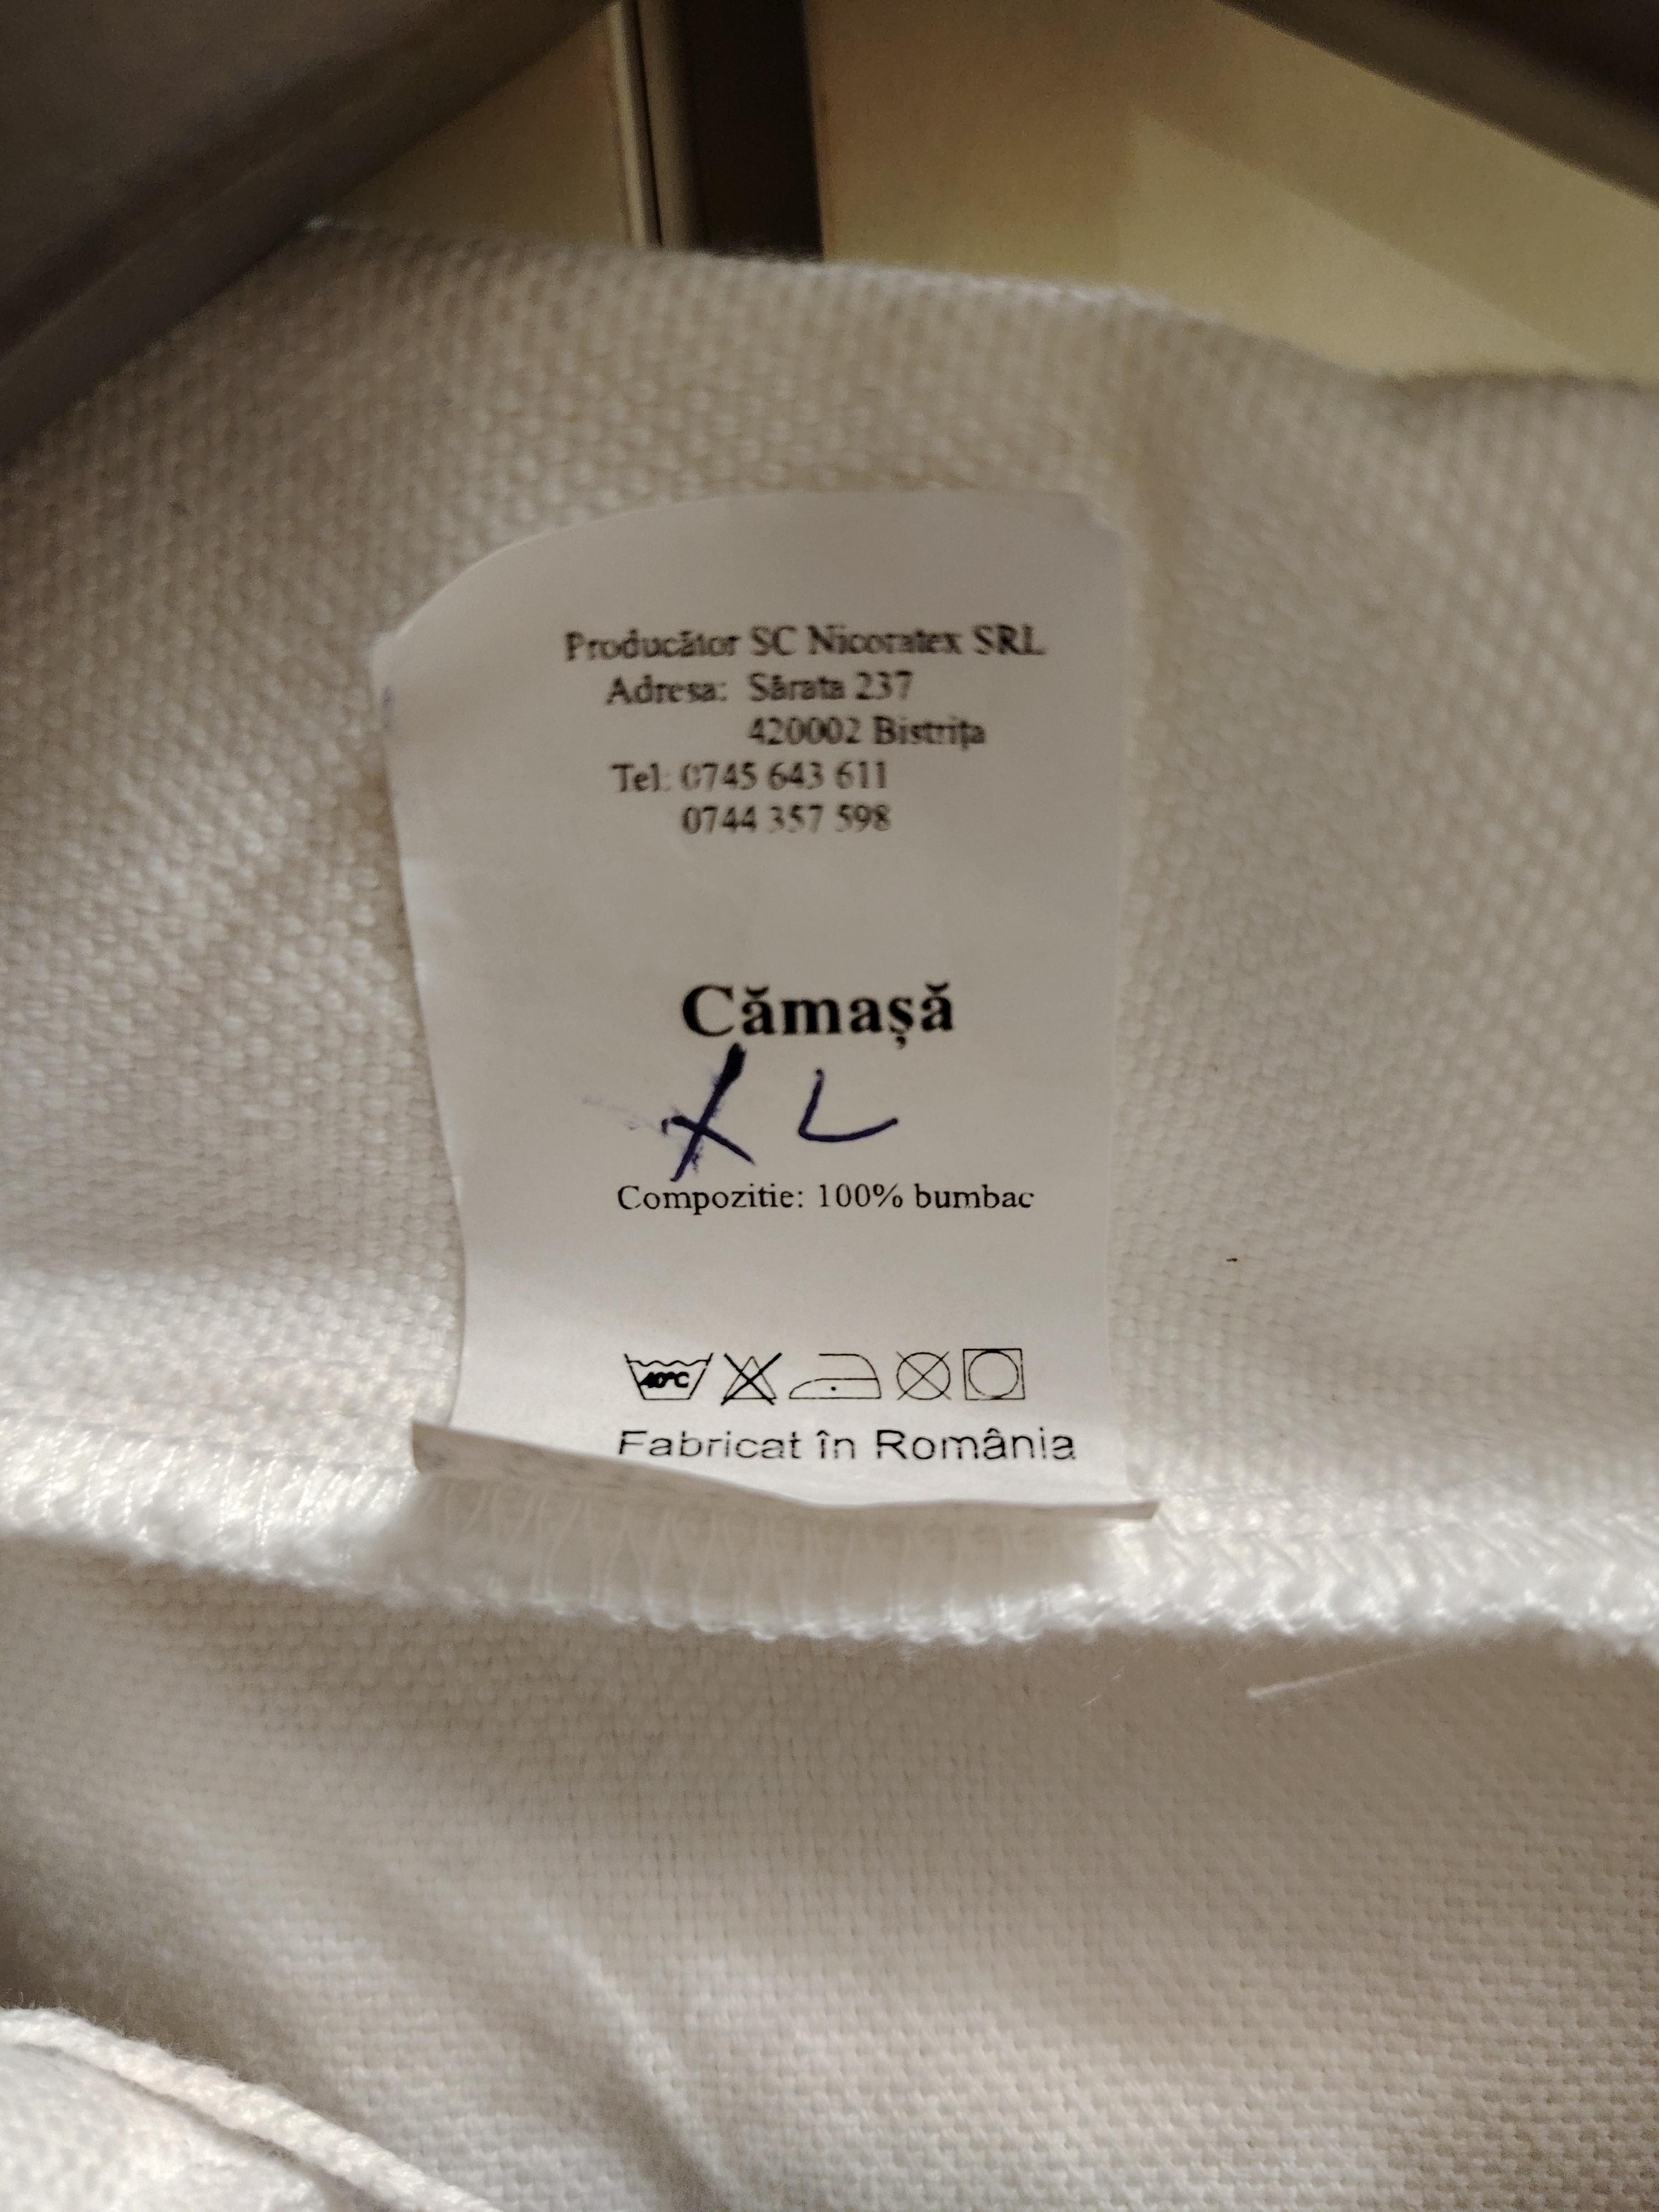 Producător SC Nicoratex SRL
Adresa: Sărata 237
420002 Bistrița
Tel: 0745 643 611
0744 357 598
Cămașă
XL
Compozitie: 100% bumbac
40°C
Fabricat în România